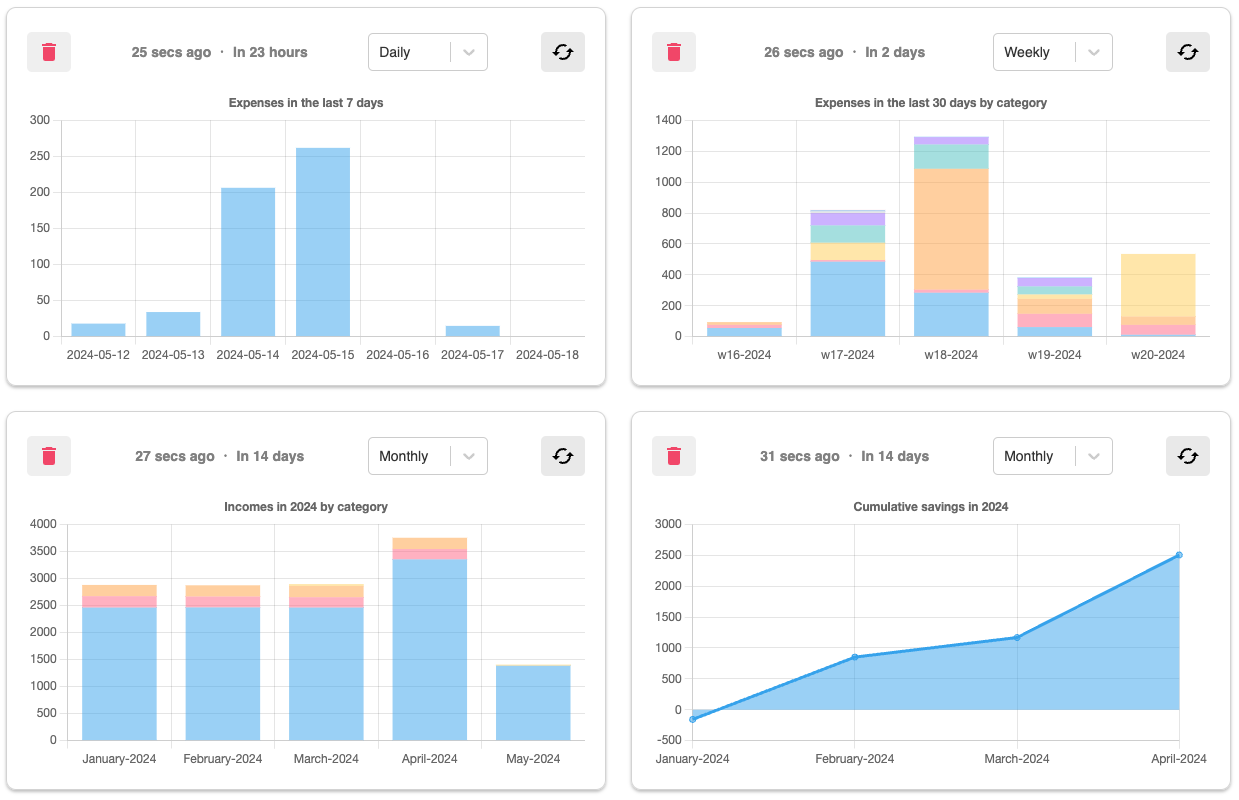 25 secs ago · In 23 hours
Daily
Expenses in the last 7 days
300
250
200
150
100
50
0
2024-05-12 2024-05-13 2024-05-14 2024-05-15 2024-05-16 2024-05-17 2024-05-18
26 secs ago · In 2 days
Weekly
Expenses in the last 30 days by category
1400
1200
1000
800
600
400
200
0
w16-2024 w17-2024 w18-2024 w19-2024 w20-2024
27 secs ago · In 14 days
Monthly
Incomes in 2024 by category
4000
3500
3000
2500
2000
1500
1000
500
0
January-2024 February-2024 March-2024 April-2024 May-2024
31 secs ago · In 14 days
Monthly
Cumulative savings in 2024
3000
2500
2000
1500
1000
500
0
-500
January-2024 February-2024 March-2024 April-2024